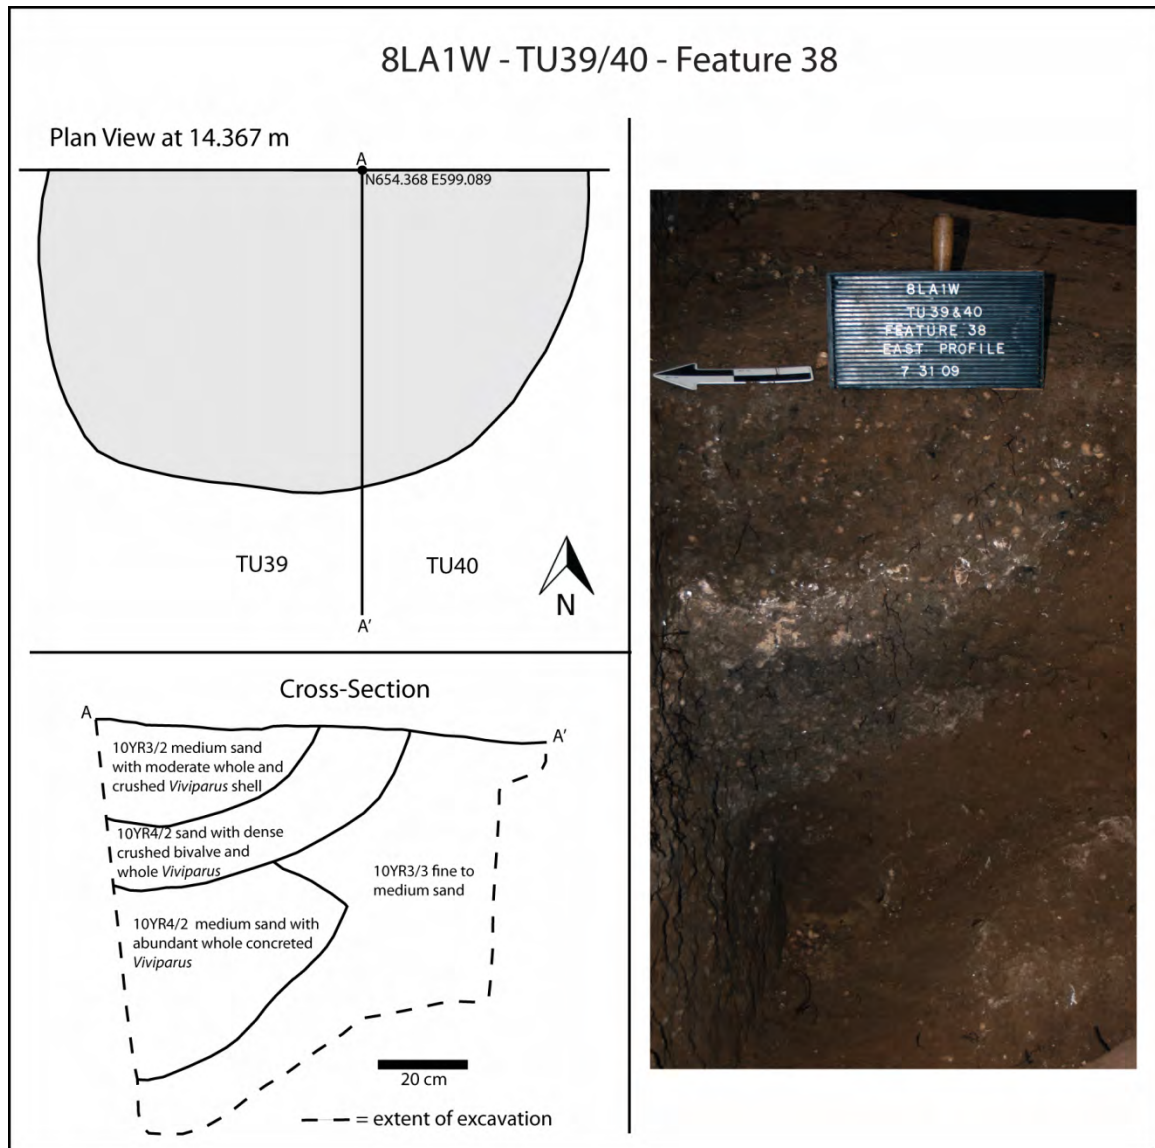 8LA1W - TU39/40 - Feature 38
Plan View at 14.367 m
A
N654.368 E599.089
TU39
TU40
N
A'
Cross-Section
A
A'
10YR3/2 medium sand
with moderate whole and
crushed Viviparus shell
10YR4/2 sand with dense
crushed bivalve and
whole Viviparus
10YR3/3 fine to
medium sand
10YR4/2 medium sand with
abundant whole concreted
Viviparus
20 cm
= extent of excavation
8LA1W
TU39&40
FEATURE 38
EAST PROFILE
7 31 09